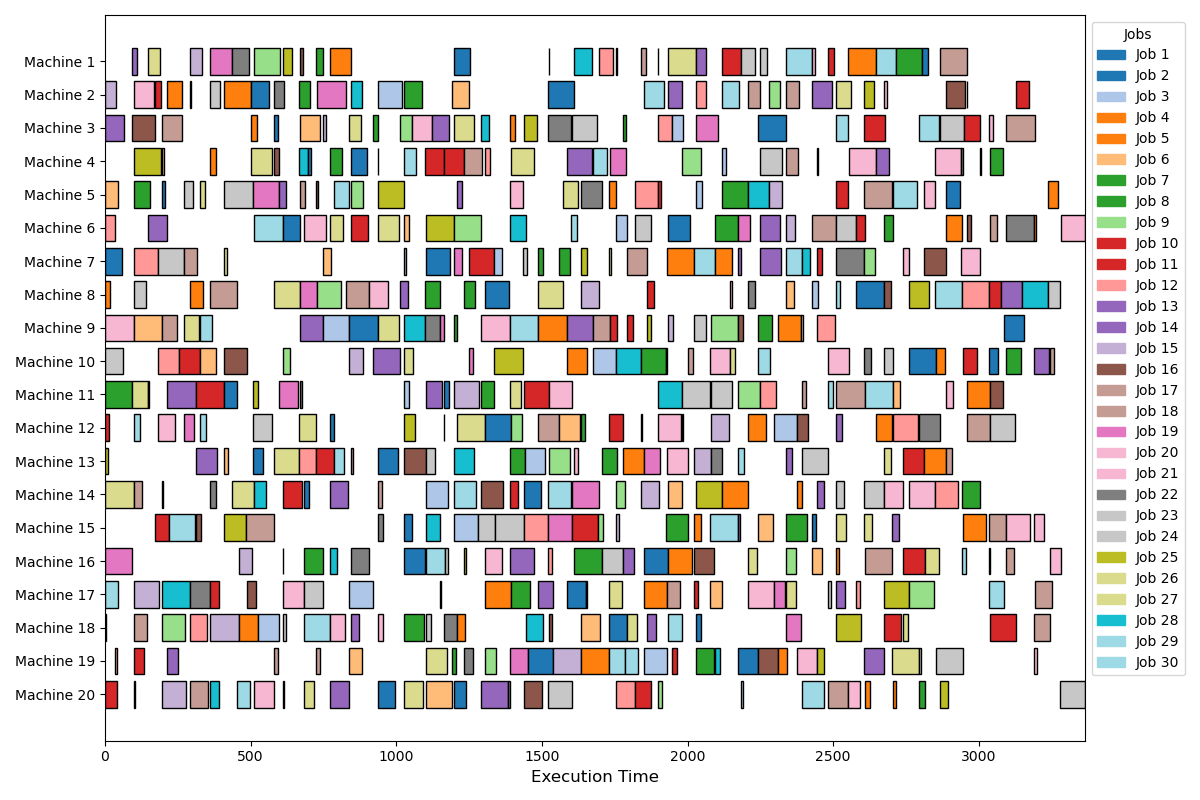 Machine 1
Machine 2
Machine 3
Machine 4
Machine 5
Machine 6
Machine 7
Machine 8
Machine 9
Machine 10
Machine 11
Machine 12
Machine 13
Machine 14
Machine 15
Machine 16
Machine 17
Machine 18
Machine 19
Machine 20
0 500 1000 1500 2000 2500 3000
Execution Time
Jobs
Job 1
Job 2
Job 3
Job 4
Job 5
Job 6
Job 7
Job 8
Job 9
Job 10
Job 11
Job 12
Job 13
Job 14
Job 15
Job 16
Job 17
Job 18
Job 19
Job 20
Job 21
Job 22
Job 23
Job 24
Job 25
Job 26
Job 27
Job 28
Job 29
Job 30